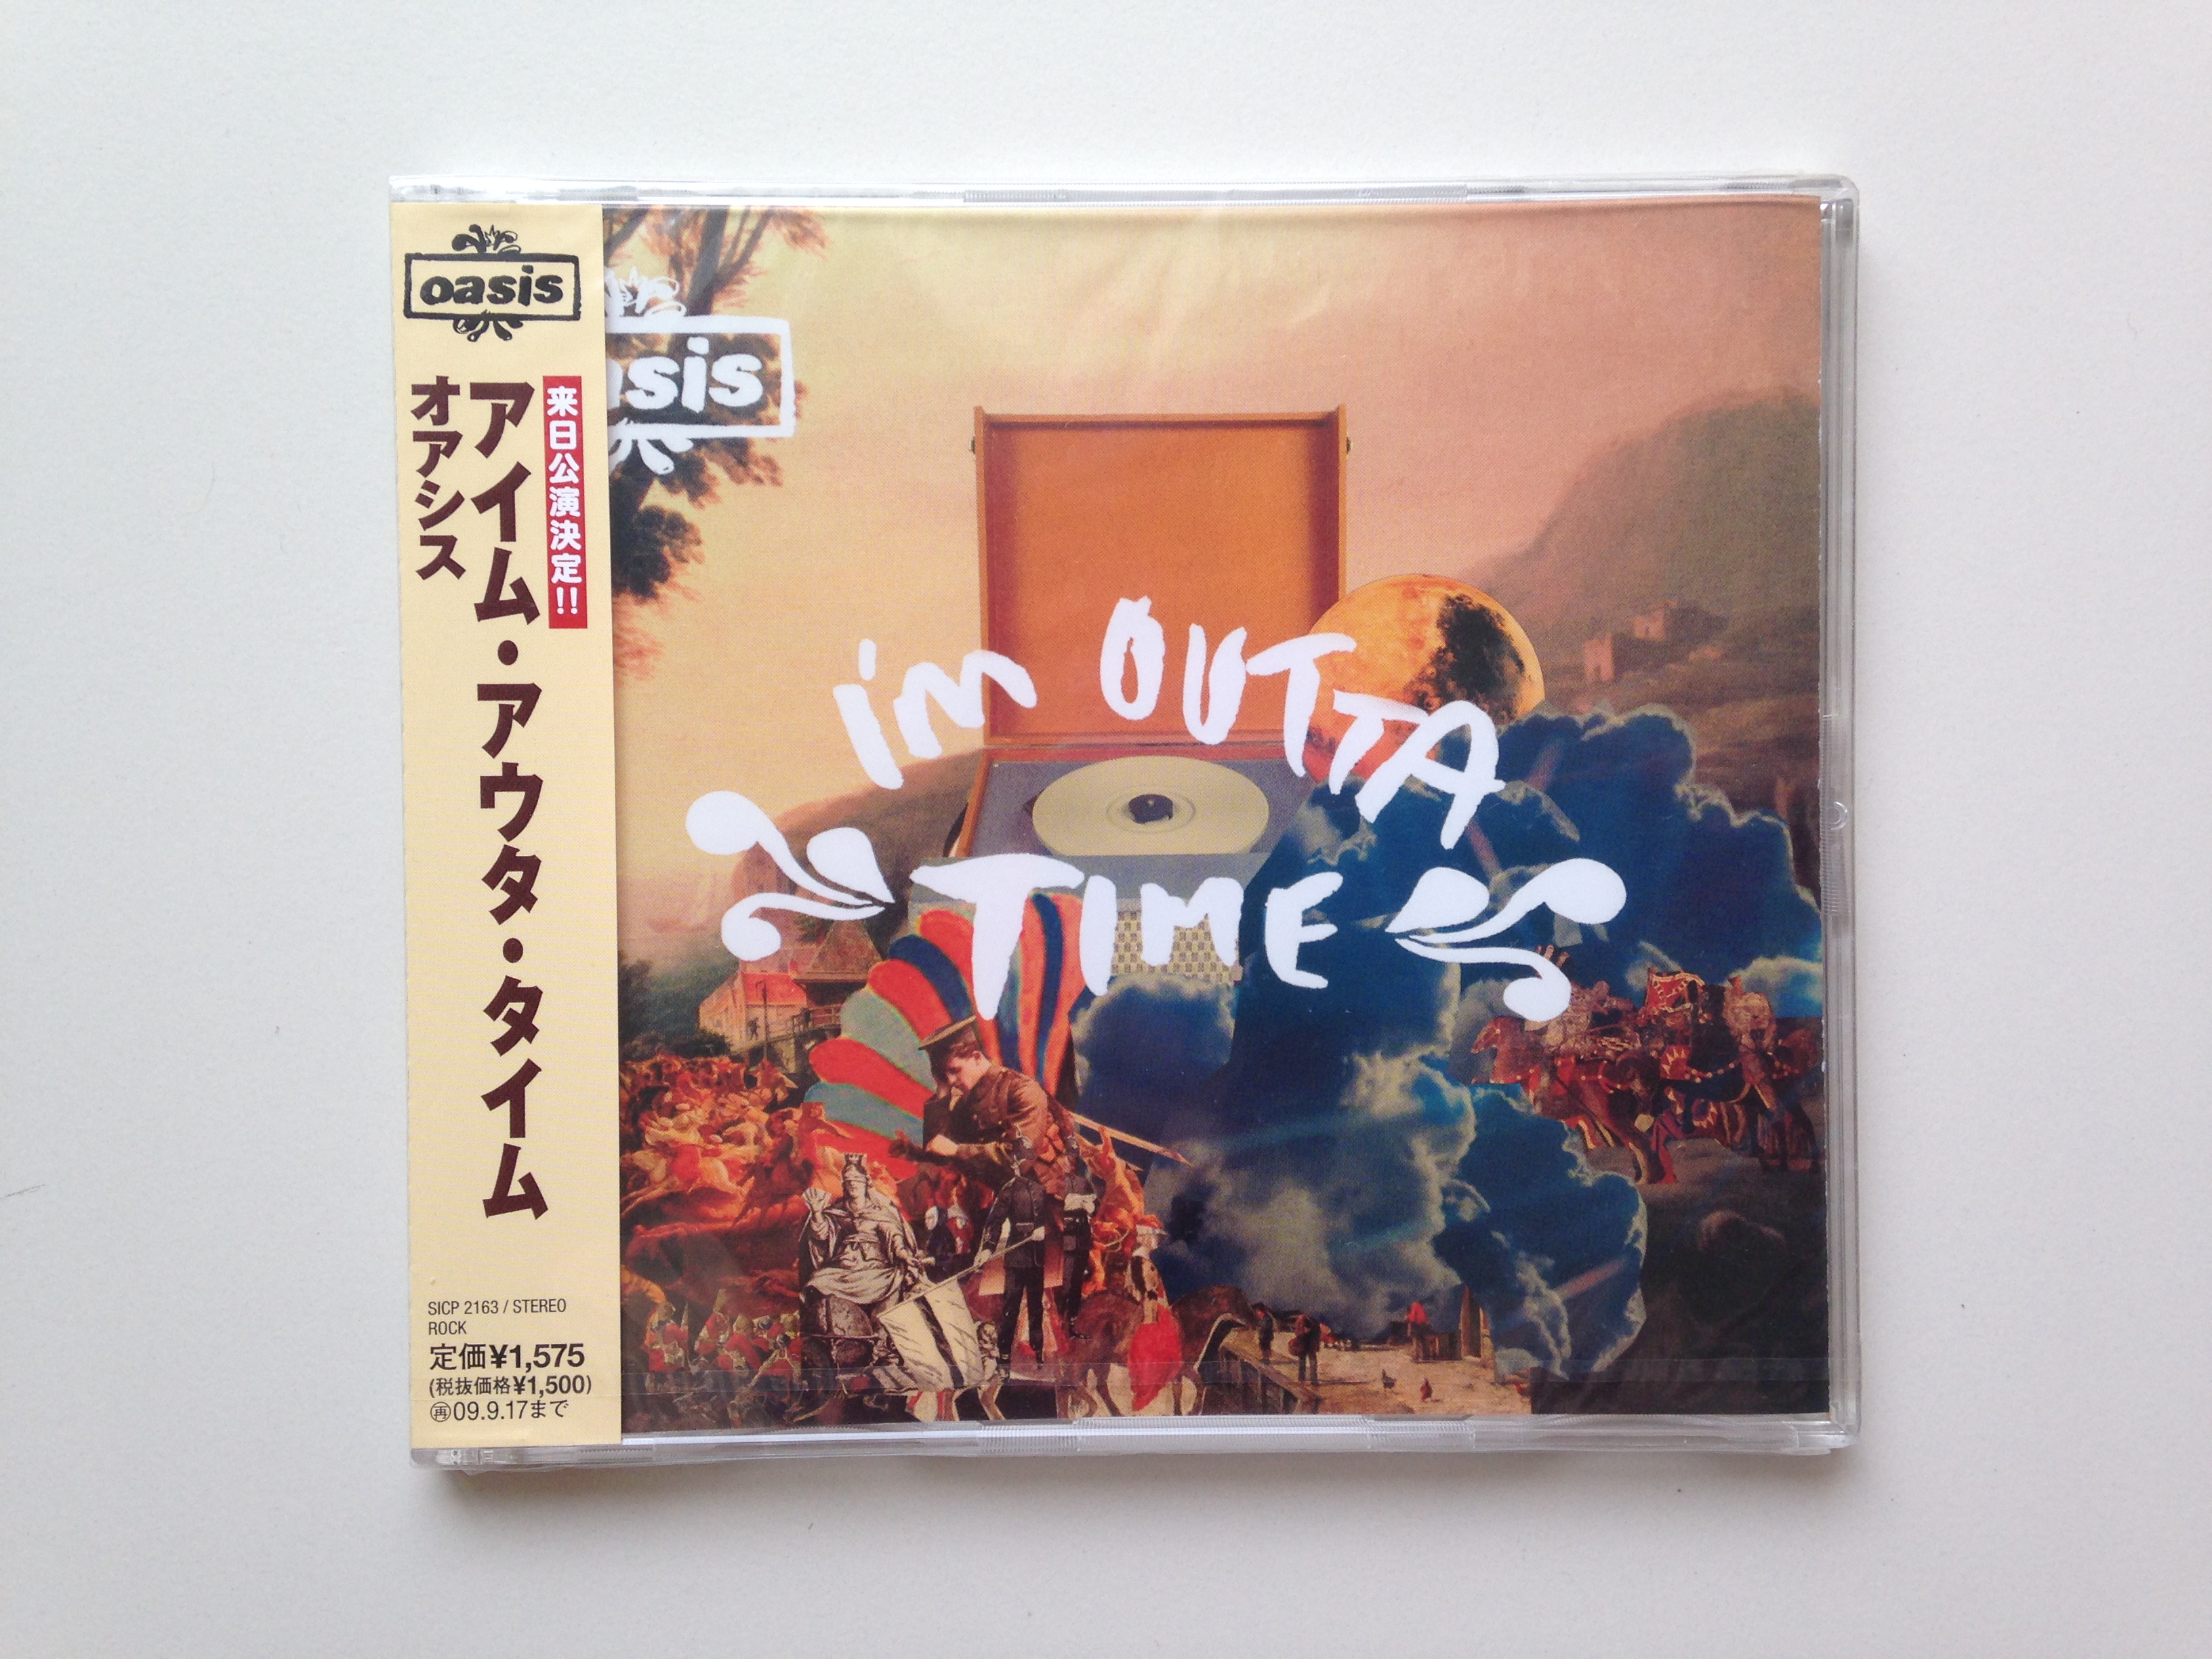 oasis
来日公演決定!!
アイム・アウタ・タイム
オアシス
SICP 2163 / STEREO
ROCK
定価¥1,575
(税抜価格¥1,500)
再09.9.17まで
asis
im OUTTA
TIME